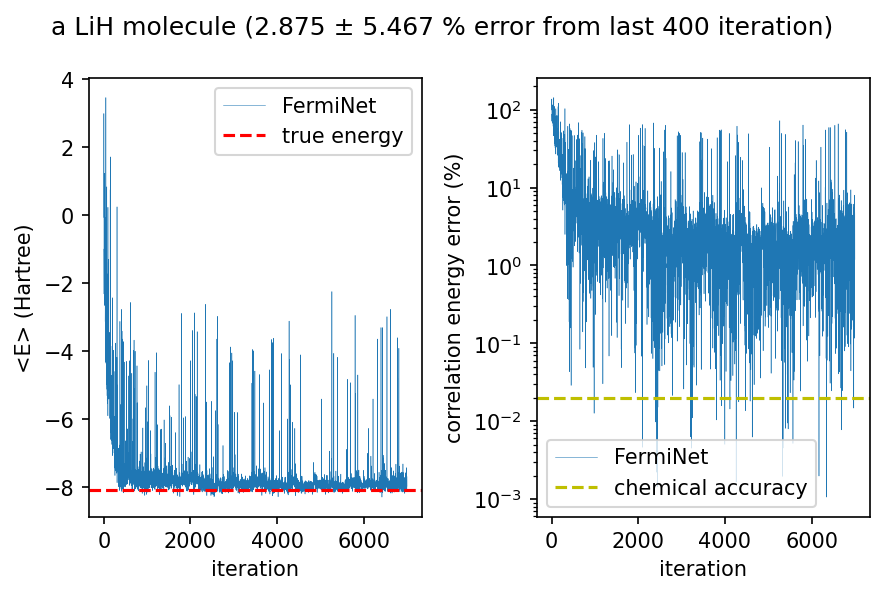 a LiH molecule (2.875 ± 5.467 % error from last 400 iteration)
4
2
0
−2
−4
−6
−8
<E> (Hartree)
0
2000
4000
6000
iteration
FermiNet
true energy
10²
10¹
10⁰
10⁻¹
10⁻²
10⁻³
correlation energy error (%)
0
2000
4000
6000
iteration
FermiNet
chemical accuracy